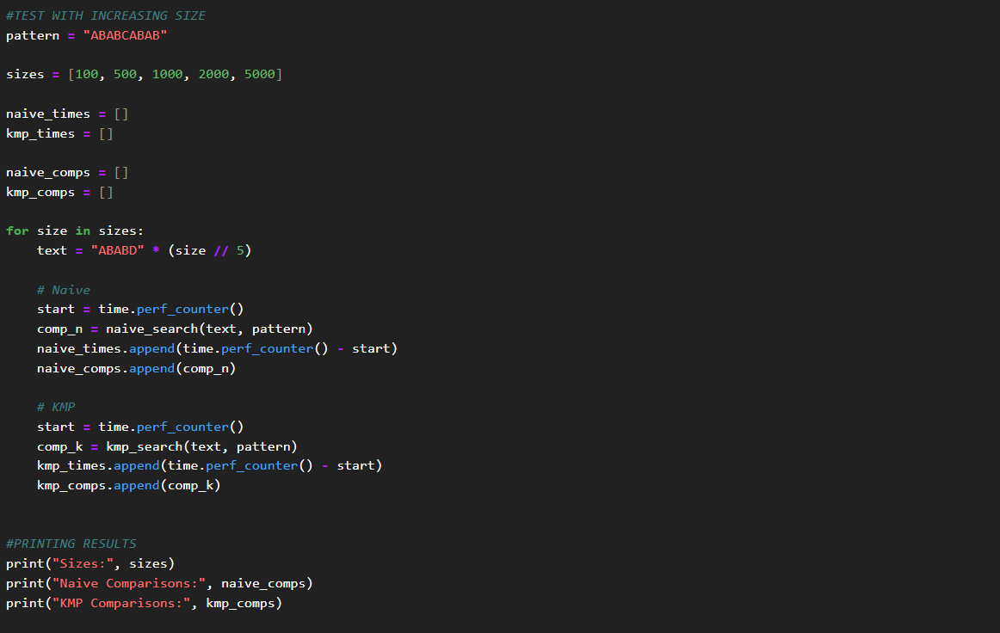 #TEST WITH INCREASING SIZE
pattern = "ABABCABAB"
sizes = [100, 500, 1000, 2000, 5000]
naive_times = []
kmp_times = []
naive_comps = []
kmp_comps = []
for size in sizes:
    text = "ABABD" * (size // 5)
    # Naive
    start = time.perf_counter()
    comp_n = naive_search(text, pattern)
    naive_times.append(time.perf_counter() - start)
    naive_comps.append(comp_n)
    # KMP
    start = time.perf_counter()
    comp_k = kmp_search(text, pattern)
    kmp_times.append(time.perf_counter() - start)
    kmp_comps.append(comp_k)
#PRINTING RESULTS
print("Sizes:", sizes)
print("Naive Comparisons:", naive_comps)
print("KMP Comparisons:", kmp_comps)